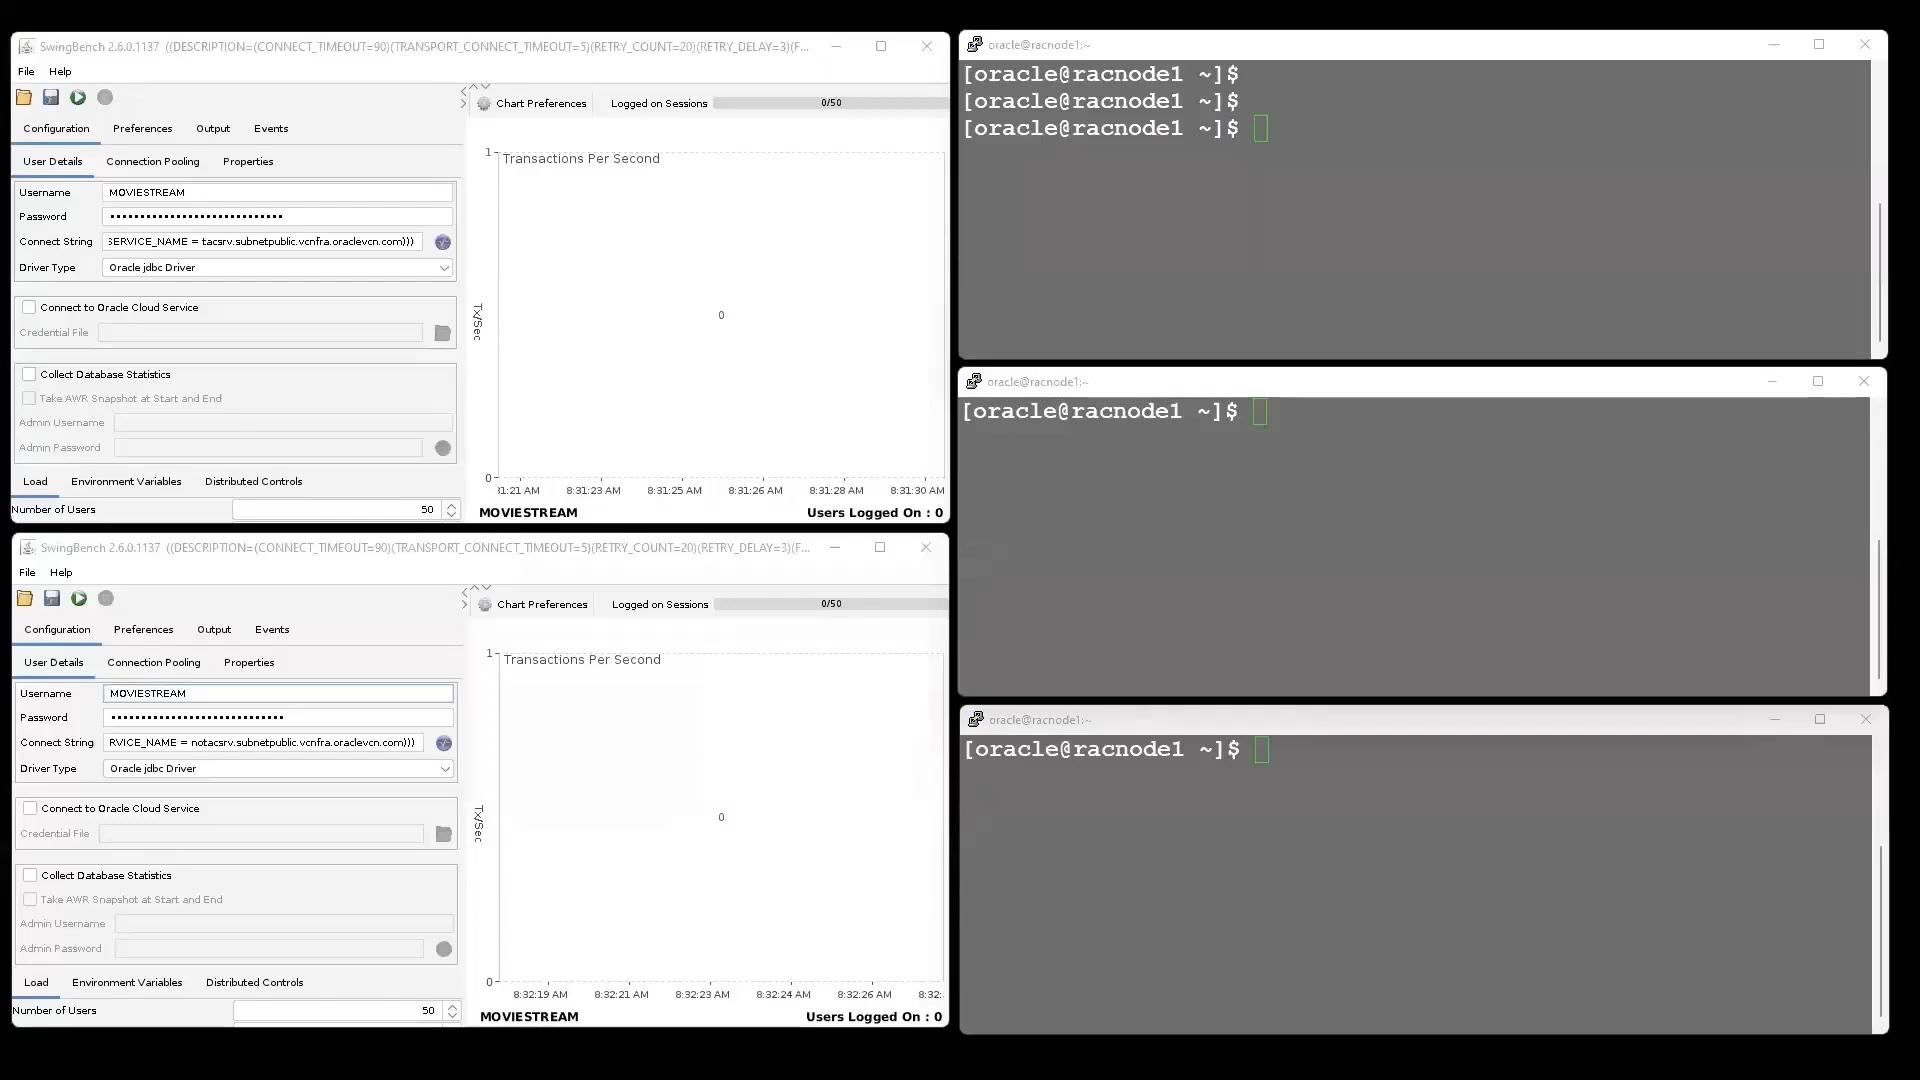 SwingBench 2.6.0.1137 ((DESCRIPTION=(CONNECT_TIMEOUT=90)(TRANSPORT_CONNECT_TIMEOUT=5)(RETRY_COUNT=20)(RETRY_DELAY=3)(F...
File Help
Chart Preferences Logged on Sessions 0/50
Configuration Preferences Output Events
User Details Connection Pooling Properties
Username MOVIESTREAM
Password
Connect String SERVICE_NAME = tacsrv.subnetpublic.vcnfra.oraclevcn.com)))
Driver Type Oracle jdbc Driver
Connect to Oracle Cloud Service
Credential File
Collect Database Statistics
Take AWR Snapshot at Start and End
Admin Username
Admin Password
Load Environment Variables Distributed Controls
Number of Users 50
1
Transactions Per Second
Tx/Sec
0
0
31:21 AM 8:31:23 AM 8:31:25 AM 8:31:26 AM 8:31:28 AM 8:31:30 AM
MOVIESTREAM Users Logged On : 0
SwingBench 2.6.0.1137 ((DESCRIPTION=(CONNECT_TIMEOUT=90)(TRANSPORT_CONNECT_TIMEOUT=5)(RETRY_COUNT=20)(RETRY_DELAY=3)(F...
File Help
Chart Preferences Logged on Sessions 0/50
Configuration Preferences Output Events
User Details Connection Pooling Properties
Username MOVIESTREAM
Password
Connect String RVICE_NAME = notacsrv.subnetpublic.vcnfra.oraclevcn.com)))
Driver Type Oracle jdbc Driver
Connect to Oracle Cloud Service
Credential File
Collect Database Statistics
Take AWR Snapshot at Start and End
Admin Username
Admin Password
Load Environment Variables Distributed Controls
Number of Users 50
1
Transactions Per Second
Tx/Sec
0
0
8:32:19 AM 8:32:21 AM 8:32:23 AM 8:32:24 AM 8:32:26 AM 8:32:
MOVIESTREAM Users Logged On : 0
oracle@racnode1:~
[oracle@racnode1 ~]$
[oracle@racnode1 ~]$
[oracle@racnode1 ~]$
oracle@racnode1:~
[oracle@racnode1 ~]$
oracle@racnode1:~
[oracle@racnode1 ~]$